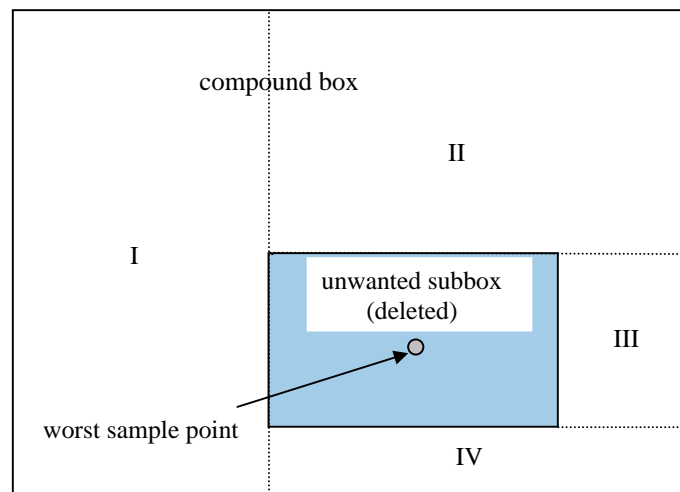 compound box
II
I
unwanted subbox
(deleted)
III
worst sample point
IV